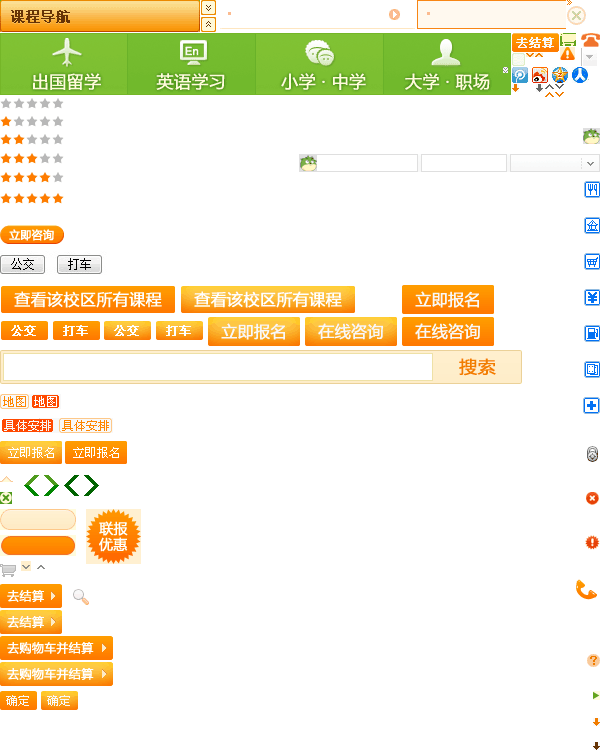 课程导航
去结算
En
出国留学 英语学习 小学·中学 大学·职场
立即咨询
公交 打车
查看该校区所有课程 查看该校区所有课程 立即报名
公交 打车 公交 打车 立即报名 在线咨询 在线咨询
搜索
地图 地图
具体安排 具体安排
立即报名 立即报名
联报
优惠
去结算
去结算
去购物车并结算
去购物车并结算
确定 确定